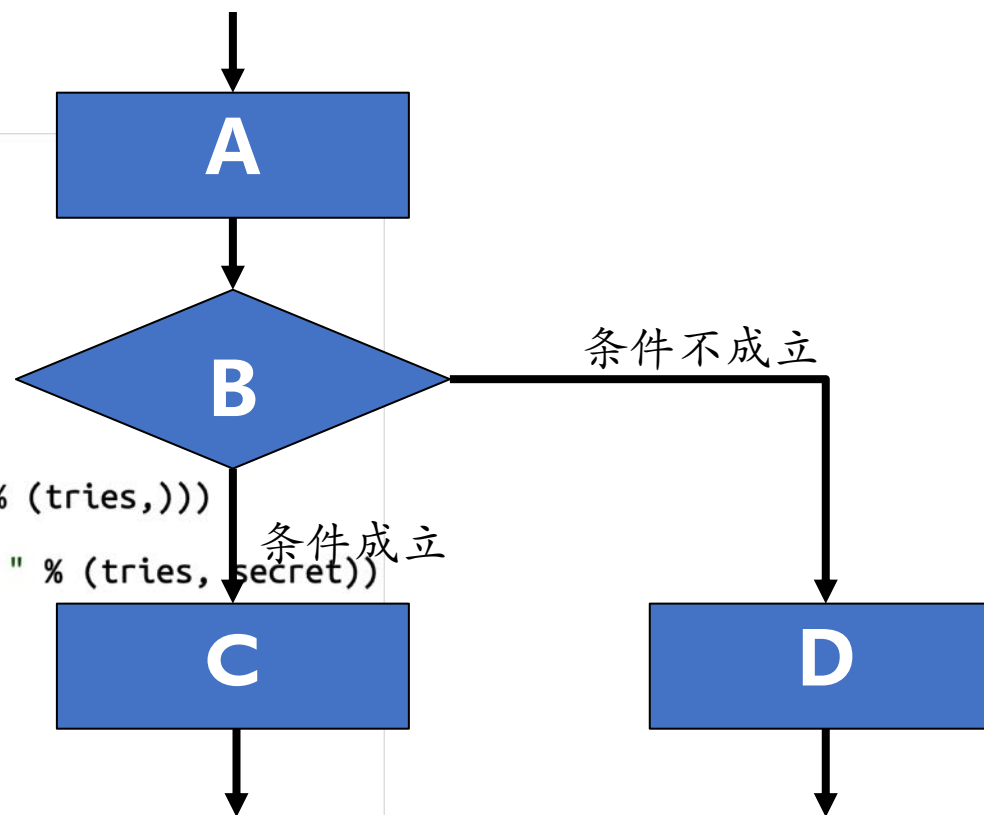 A
B
条件不成立
% (tries,)))
条件成立
" % (tries, secret))
C
D